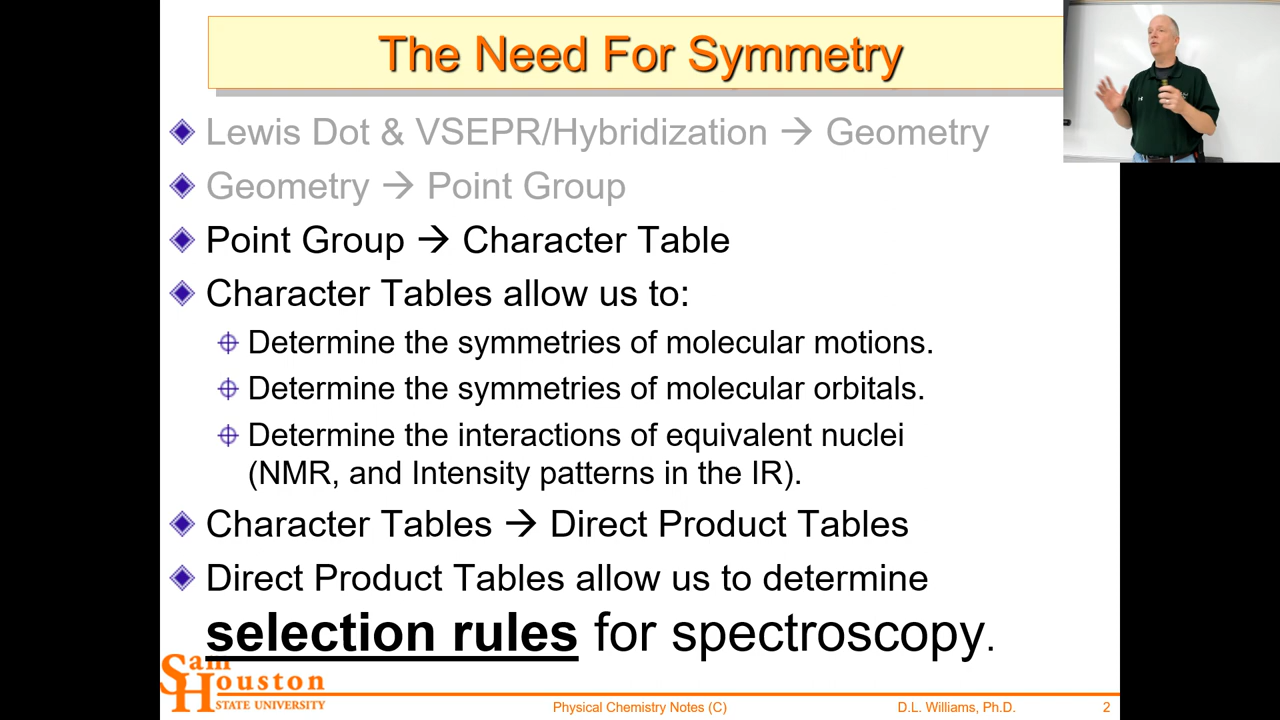 The Need For Symmetry
Lewis Dot & VSEPR/Hybridization → Geometry
Geometry → Point Group
Point Group → Character Table
Character Tables allow us to:
Determine the symmetries of molecular motions.
Determine the symmetries of molecular orbitals.
Determine the interactions of equivalent nuclei
(NMR, and Intensity patterns in the IR).
Character Tables → Direct Product Tables
Direct Product Tables allow us to determine
selection rules for spectroscopy.
Sam
Houston
STATE UNIVERSITY
Physical Chemistry Notes (C)
D.L. Williams, Ph.D.
2